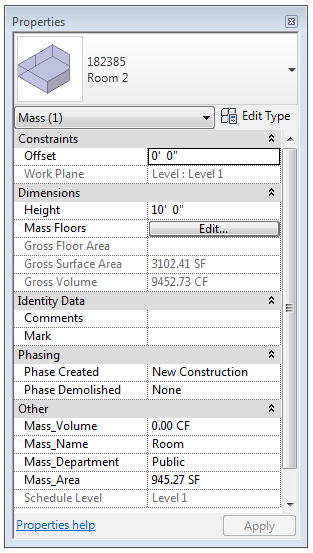 Properties
182385
Room 2
Mass (1)
Edit Type
Constraints
Offset 0' 0"
Work Plane Level : Level 1
Dimensions
Height 10' 0"
Mass Floors Edit...
Gross Floor Area
Gross Surface Area 3102.41 SF
Gross Volume 9452.73 CF
Identity Data
Comments
Mark
Phasing
Phase Created New Construction
Phase Demolished None
Other
Mass_Volume 0.00 CF
Mass_Name Room
Mass_Department Public
Mass_Area 945.27 SF
Schedule Level Level 1
Properties help Apply